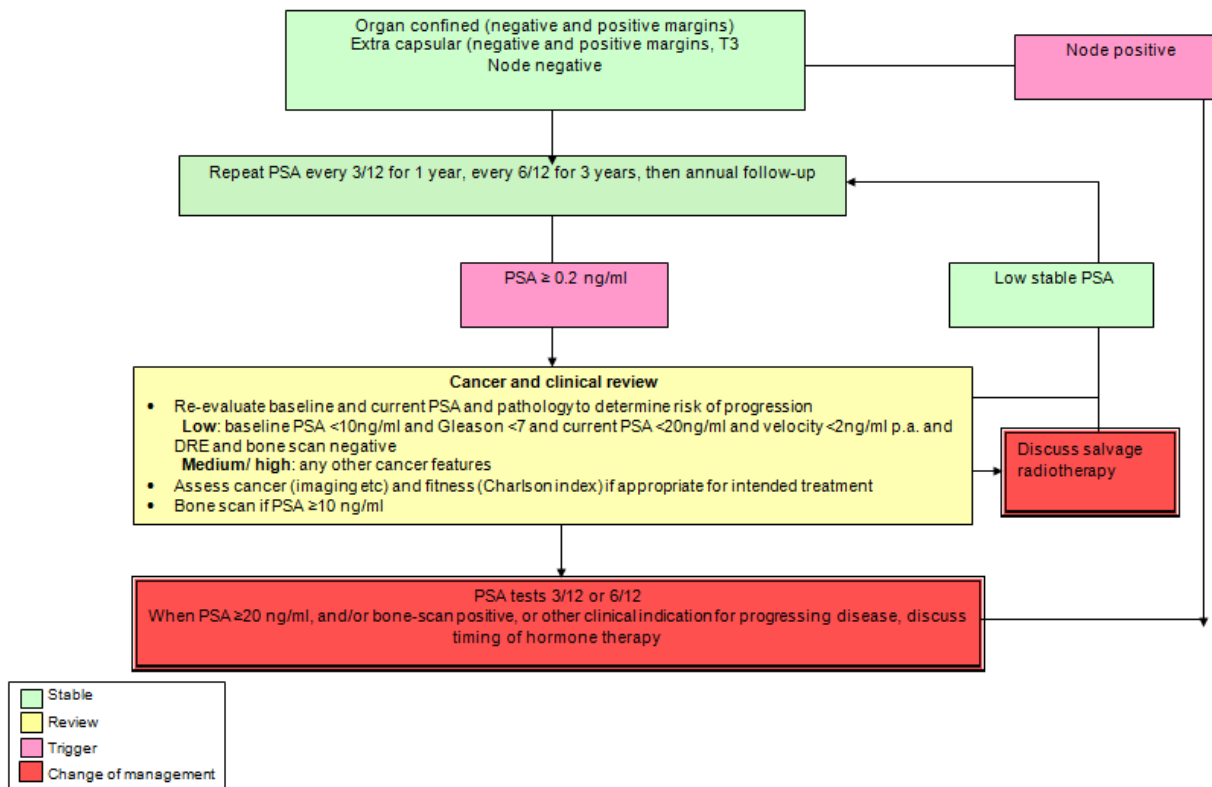 Organ confined (negative and positive margins)
Extra capsular (negative and positive margins, T3
Node negative
Node positive
Repeat PSA every 3/12 for 1 year, every 6/12 for 3 years, then annual follow-up
PSA ≥ 0.2 ng/ml
Low stable PSA
Cancer and clinical review
• Re-evaluate baseline and current PSA and pathology to determine risk of progression
Low: baseline PSA <10ng/ml and Gleason <7 and current PSA <20ng/ml and velocity <2ng/ml p.a. and
DRE and bone scan negative
Medium/ high: any other cancer features
• Assess cancer (imaging etc) and fitness (Charlson index) if appropriate for intended treatment
• Bone scan if PSA ≥10 ng/ml
Discuss salvage
radiotherapy
PSA tests 3/12 or 6/12
When PSA ≥20 ng/ml, and/or bone-scan positive, or other clinical indication for progressing disease, discuss
timing of hormone therapy
Stable
Review
Trigger
Change of management